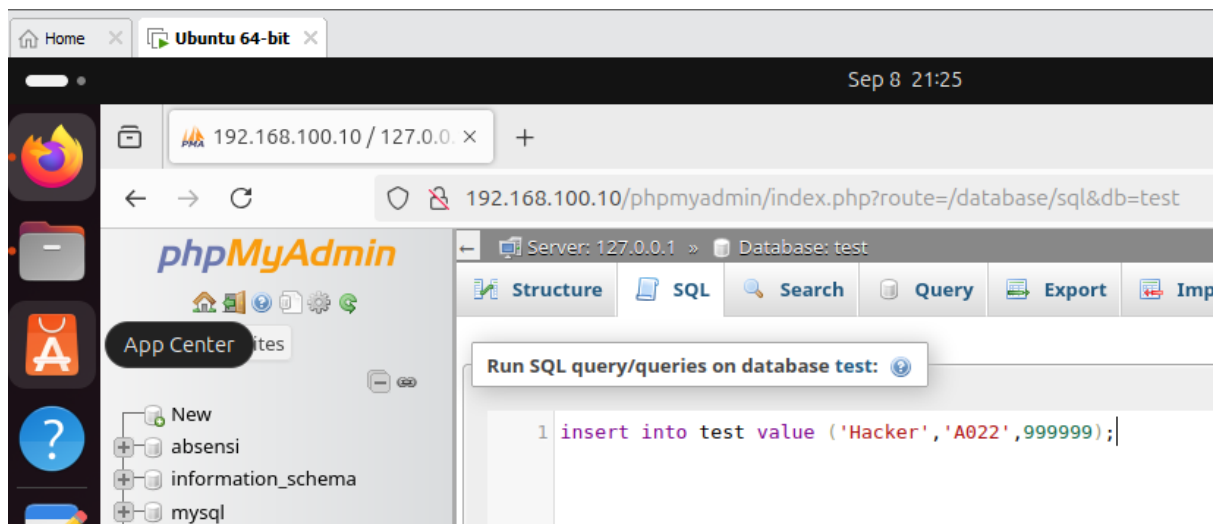 Home
Ubuntu 64-bit
Sep 8 21:25
PMA
192.168.100.10 / 127.0.0.
192.168.100.10/phpmyadmin/index.php?route=/database/sql&db=test
phpMyAdmin
Server: 127.0.0.1 » Database: test
Structure
SQL
Search
Query
Export
Imp
App Center
ites
Run SQL query/queries on database test:
New
absensi
information_schema
mysql
1 insert into test value ('Hacker','A022',999999);